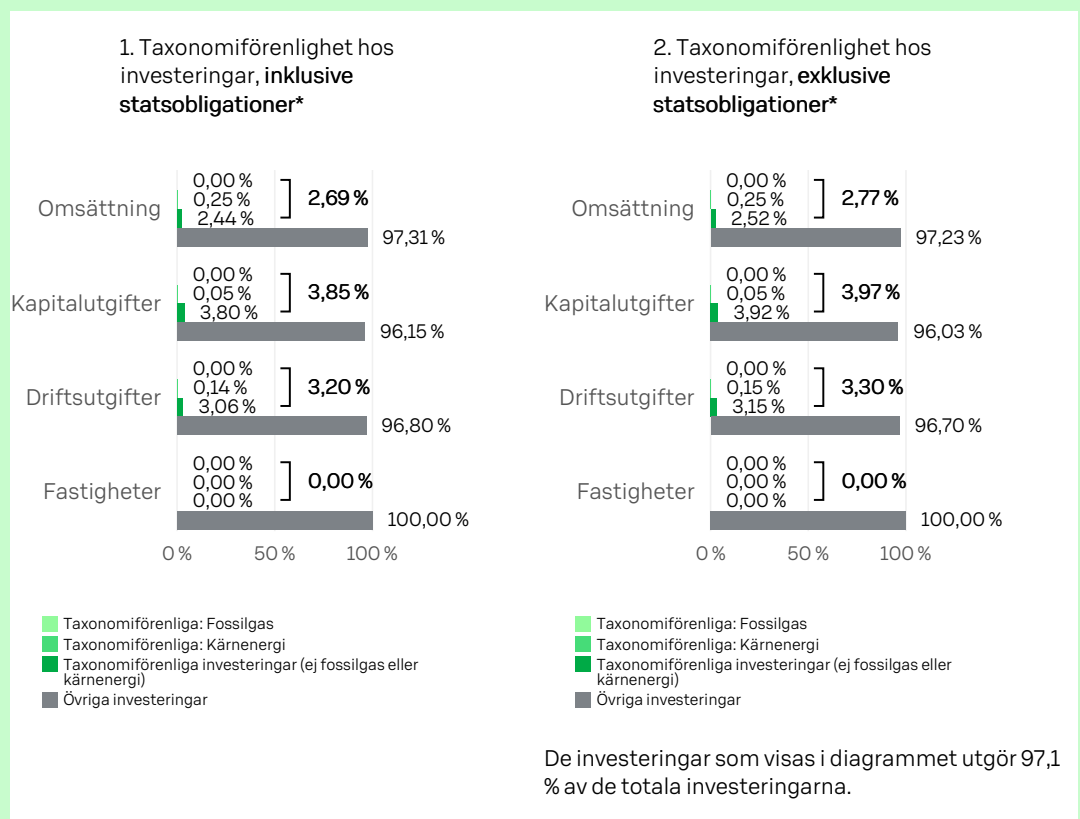 1. Taxonomiförenlighet hos
investeringar, inklusive
statsobligationer*
Omsättning
0,00 %
0,25 %
2,44 %
2,69 %
97,31 %
Kapitalutgifter
0,00 %
0,05 %
3,80 %
3,85 %
96,15 %
Driftsutgifter
0,00 %
0,14 %
3,06 %
3,20 %
96,80 %
Fastigheter
0,00 %
0,00 %
0,00 %
0,00 %
100,00 %
0 % 50 % 100 %
Taxonomiförenliga: Fossilgas
Taxonomiförenliga: Kärnenergi
Taxonomiförenliga investeringar (ej fossilgas eller
kärnenergi)
Övriga investeringar
2. Taxonomiförenlighet hos
investeringar, exklusive
statsobligationer*
Omsättning
0,00 %
0,25 %
2,52 %
2,77 %
97,23 %
Kapitalutgifter
0,00 %
0,05 %
3,92 %
3,97 %
96,03 %
Driftsutgifter
0,00 %
0,15 %
3,15 %
3,30 %
96,70 %
Fastigheter
0,00 %
0,00 %
0,00 %
0,00 %
100,00 %
0 % 50 % 100 %
Taxonomiförenliga: Fossilgas
Taxonomiförenliga: Kärnenergi
Taxonomiförenliga investeringar (ej fossilgas eller
kärnenergi)
Övriga investeringar
De investeringar som visas i diagrammet utgör 97,1
% av de totala investeringarna.